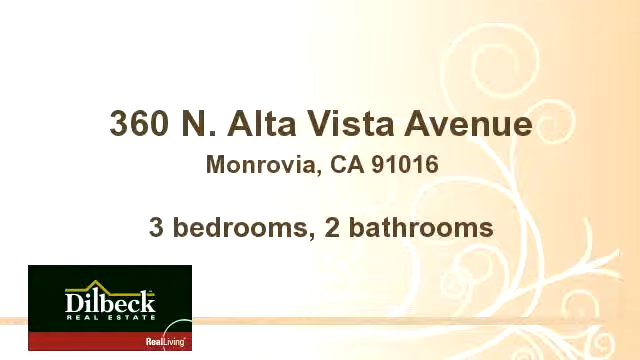 360 N. Alta Vista Avenue
Monrovia, CA 91016
3 bedrooms, 2 bathrooms
Dilbeck
REAL ESTATE
RealLiving